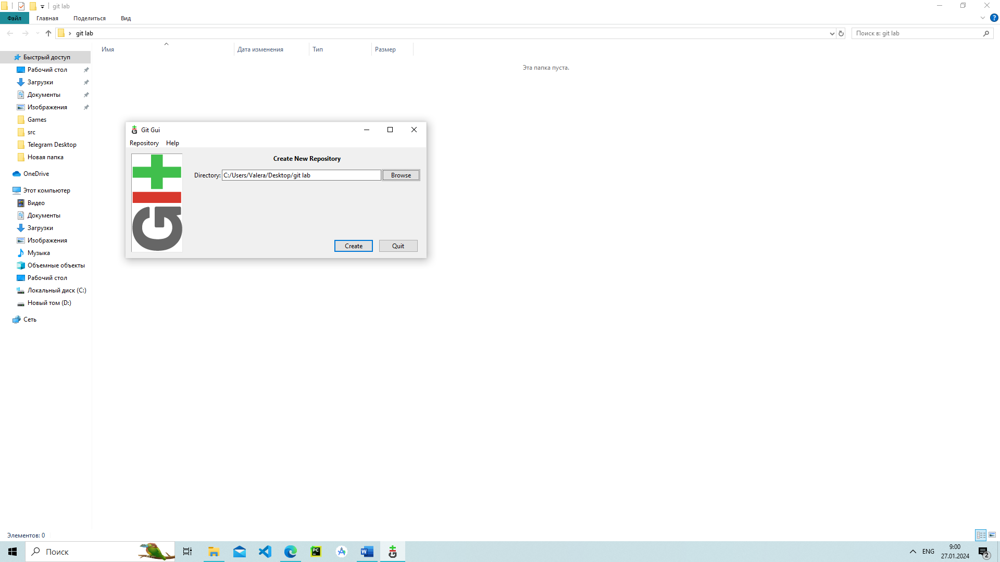 git lab
Файл Главная Поделиться Вид
git lab Поиск в: git lab
Имя Дата изменения Тип Размер
Эта папка пуста.
Быстрый доступ
Рабочий стол
Загрузки
Документы
Изображения
Games
src
Telegram Desktop
Новая папка
OneDrive
Этот компьютер
Видео
Документы
Загрузки
Изображения
Музыка
Объемные объекты
Рабочий стол
Локальный диск (C:)
Новый том (D:)
Сеть
Git Gui
Repository Help
Create New Repository
Directory: C:/Users/Valera/Desktop/git lab Browse
Create Quit
Элементов: 0
Поиск
PC
W
ENG
9:00
27.01.2024
2